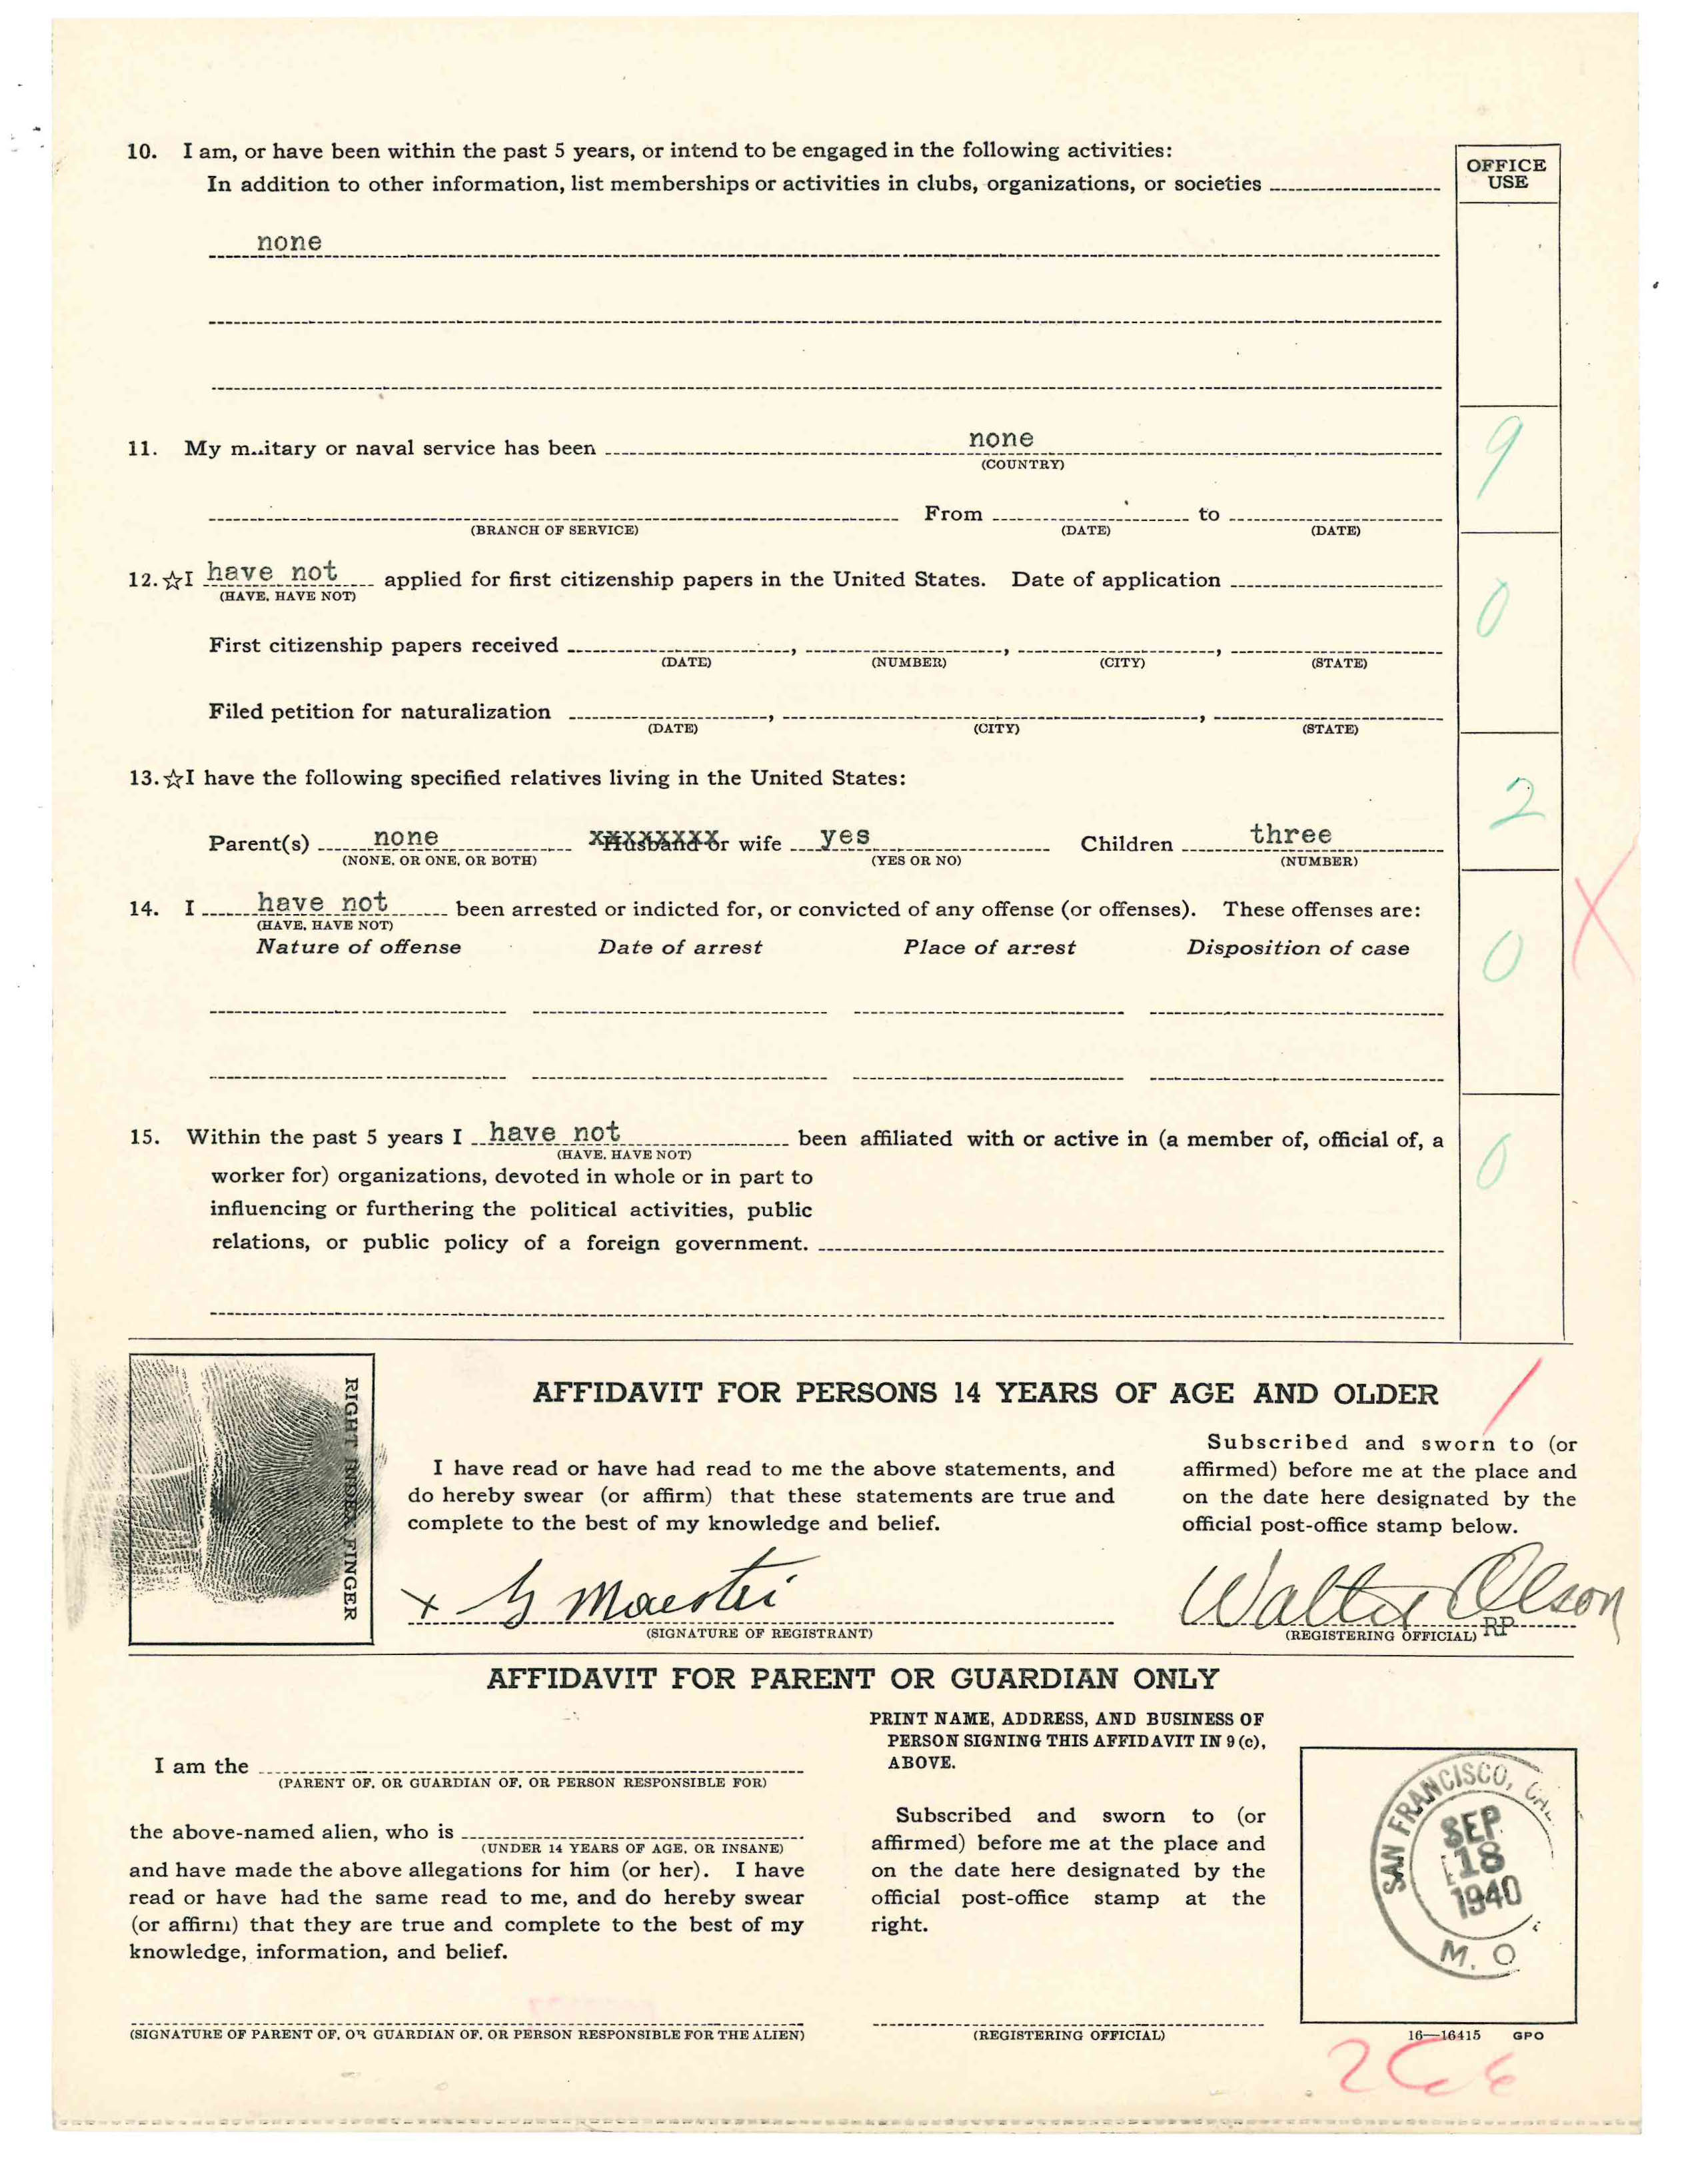 10. I am, or have been within the past 5 years, or intend to be engaged in the following activities:
In addition to other information, list memberships or activities in clubs, organizations, or societies
OFFICE
USE
none
11. My m..itary or naval service has been none
(COUNTRY)
9
From to
(BRANCH OF SERVICE) (DATE) (DATE)
12. ☆I have not applied for first citizenship papers in the United States. Date of application
(HAVE, HAVE NOT)
0
First citizenship papers received , , ,
(DATE) (NUMBER) (CITY) (STATE)
Filed petition for naturalization , ,
(DATE) (CITY) (STATE)
13. ☆I have the following specified relatives living in the United States:
2
Parent(s) none xxxxxxxx Husband or wife yes Children three
(NONE, OR ONE, OR BOTH) (YES OR NO) (NUMBER)
14. I have not been arrested or indicted for, or convicted of any offense (or offenses). These offenses are:
(HAVE, HAVE NOT)
X
Nature of offense Date of arrest Place of arrest Disposition of case
0
15. Within the past 5 years I have not been affiliated with or active in (a member of, official of, a
(HAVE, HAVE NOT)
0
worker for) organizations, devoted in whole or in part to
influencing or furthering the political activities, public
relations, or public policy of a foreign government.
RIGHT INDEX FINGER
AFFIDAVIT FOR PERSONS 14 YEARS OF AGE AND OLDER
I have read or have had read to me the above statements, and
do hereby swear (or affirm) that these statements are true and
complete to the best of my knowledge and belief.
x G Maestri
(SIGNATURE OF REGISTRANT)
Subscribed and sworn to (or
affirmed) before me at the place and
on the date here designated by the
official post-office stamp below.
Walter Olson
(REGISTERING OFFICIAL) RP
AFFIDAVIT FOR PARENT OR GUARDIAN ONLY
I am the
(PARENT OF, OR GUARDIAN OF, OR PERSON RESPONSIBLE FOR)
the above-named alien, who is
(UNDER 14 YEARS OF AGE, OR INSANE)
and have made the above allegations for him (or her). I have
read or have had the same read to me, and do hereby swear
(or affirm) that they are true and complete to the best of my
knowledge, information, and belief.
(SIGNATURE OF PARENT OF, OR GUARDIAN OF, OR PERSON RESPONSIBLE FOR THE ALIEN)
PRINT NAME, ADDRESS, AND BUSINESS OF
PERSON SIGNING THIS AFFIDAVIT IN 9 (c),
ABOVE.
Subscribed and sworn to (or
affirmed) before me at the place and
on the date here designated by the
official post-office stamp at the
right.
(REGISTERING OFFICIAL)
SAN FRANCISCO, CAL.
SEP
18
1940
M. O
16—16415 GPO